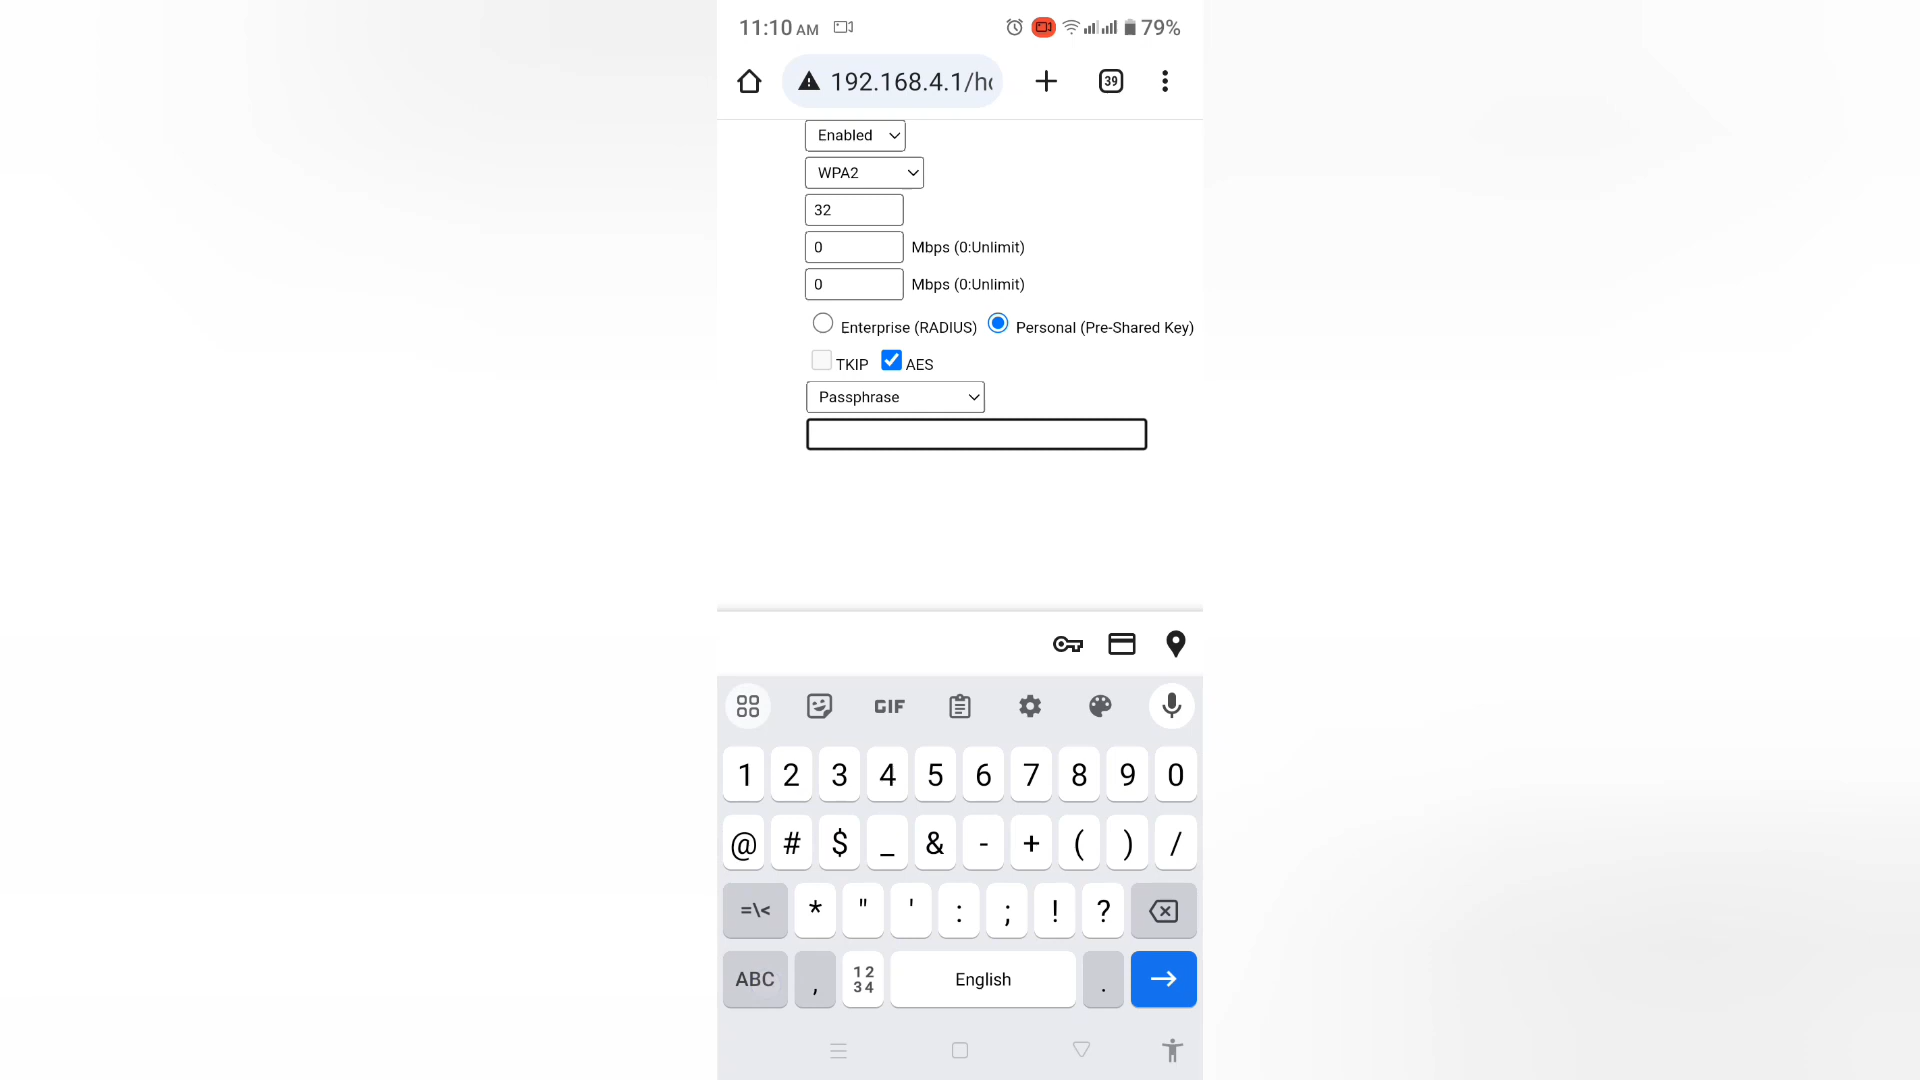 11:10 AM 79%
192.168.4.1/ho 39
Enabled
WPA2
32
0 Mbps (0:Unlimit)
0 Mbps (0:Unlimit)
Enterprise (RADIUS) Personal (Pre-Shared Key)
TKIP AES
Passphrase
GIF
1 2 3 4 5 6 7 8 9 0
@ # $ _ & - + ( ) /
=\< * " ' : ; ! ?
ABC , 12 34 English .